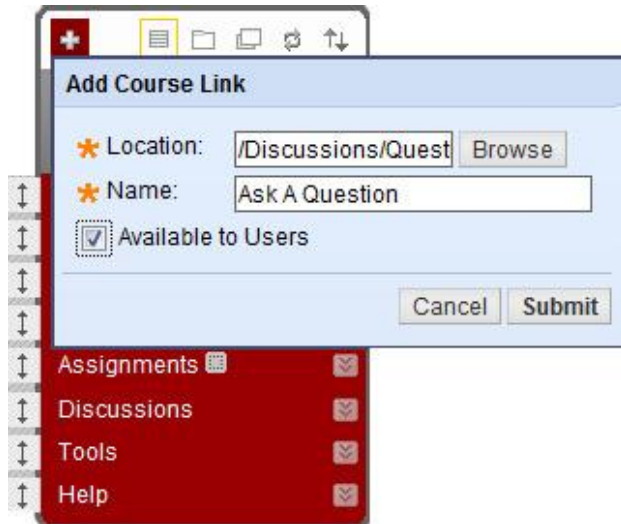 Add Course Link
Location: /Discussions/Quest Browse
Name: Ask A Question
Available to Users
Cancel Submit
Assignments
Discussions
Tools
Help